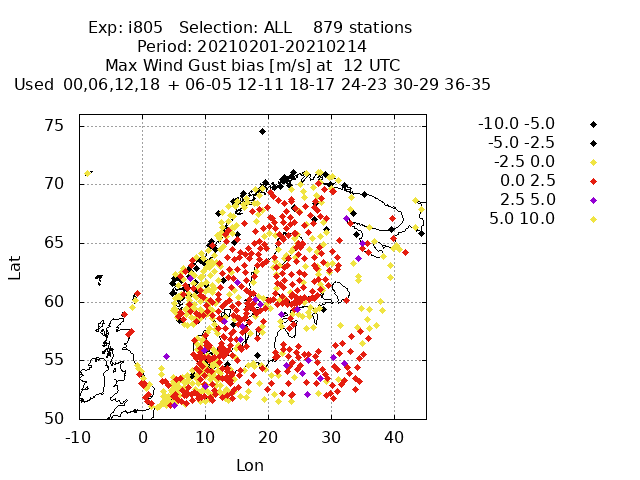 Exp: i805 Selection: ALL 879 stations
Period: 20210201-20210214
Max Wind Gust bias [m/s] at 12 UTC
Used 00,06,12,18 + 06-05 12-11 18-17 24-23 30-29 36-35
-10.0 -5.0
-5.0 -2.5
-2.5 0.0
0.0 2.5
2.5 5.0
5.0 10.0
75
70
65
60
55
50
Lat
-10 0 10 20 30 40
Lon